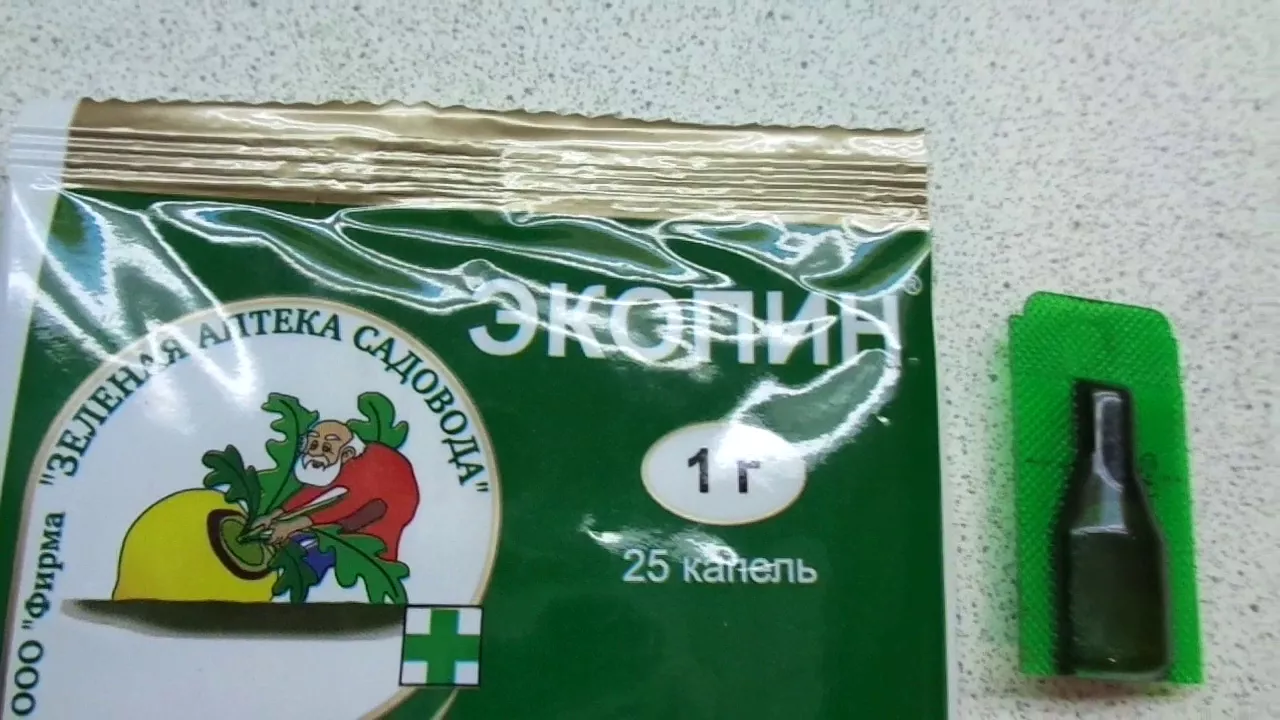 ЭКОПИН®
1 г
25 капель
ООО "Фирма "ЗЕЛЕНАЯ АПТЕКА САДОВОДА"